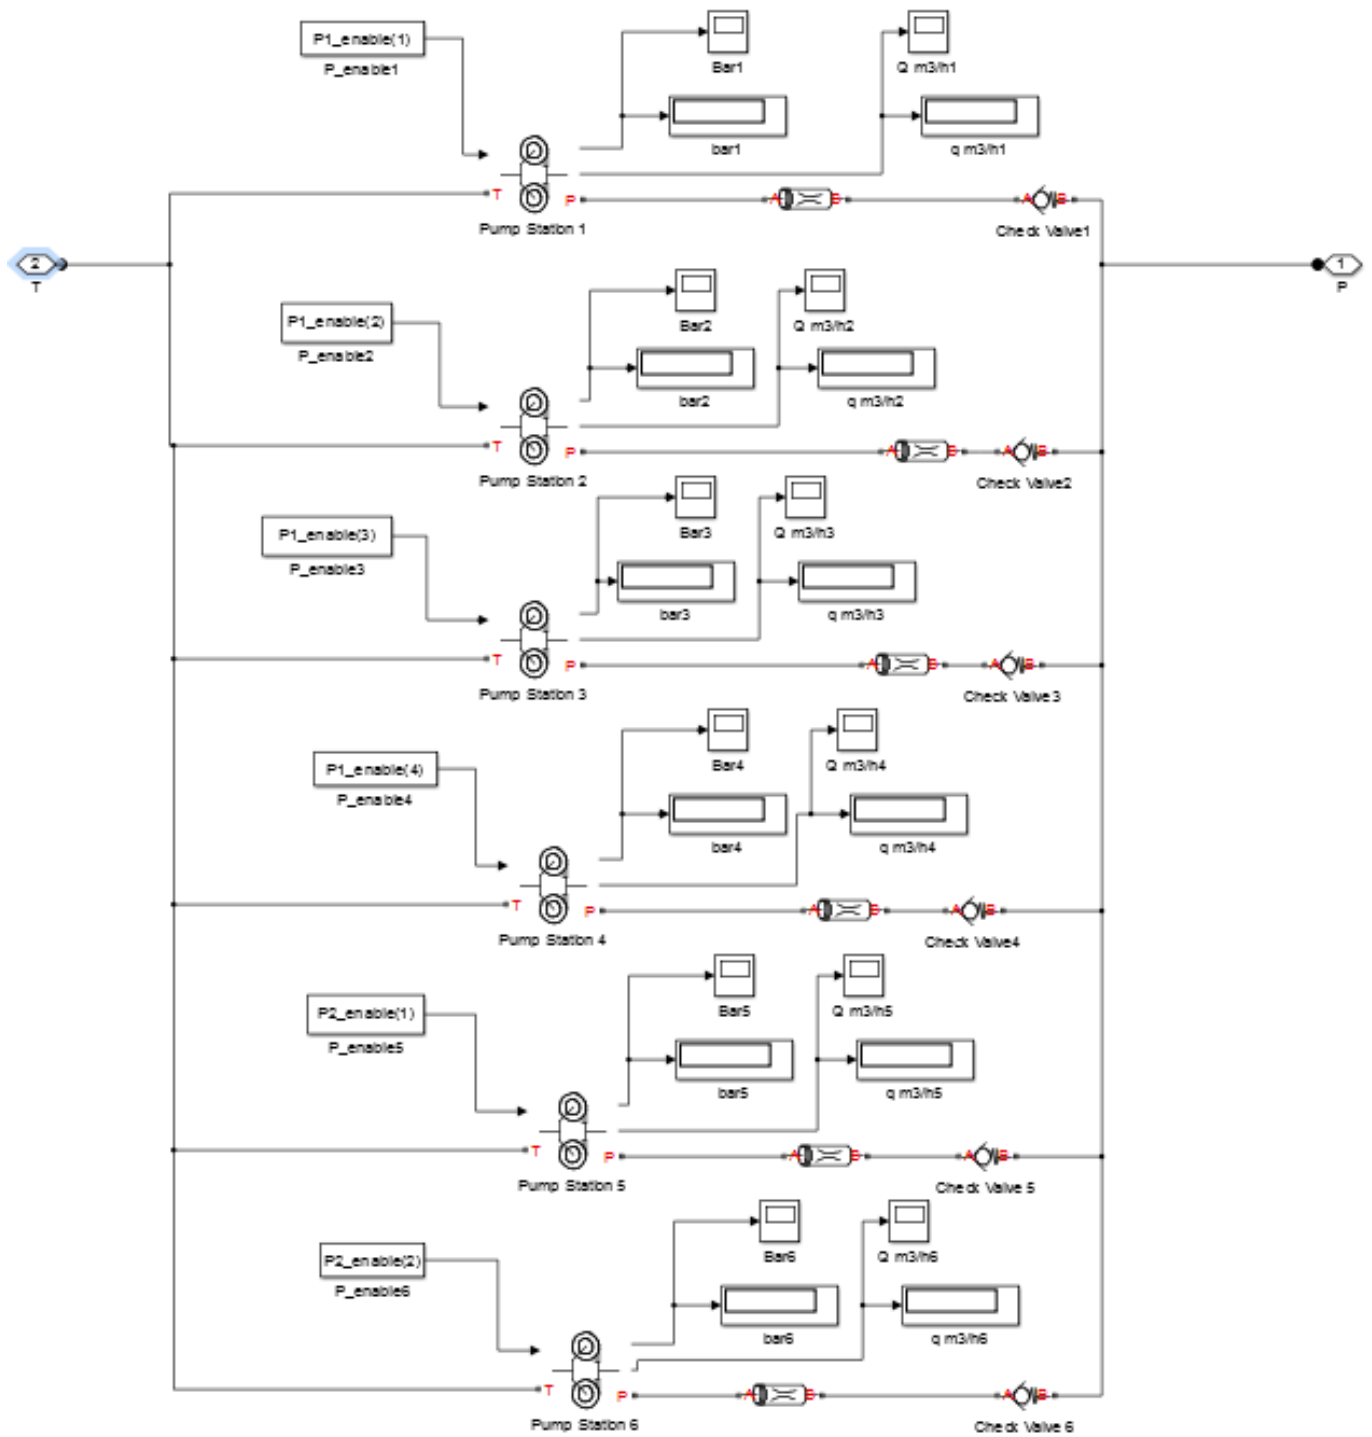 P1_enable(1)
P_enable1
Bar1
Q m3/h1
bar1
q m3/h1
T
P
Pump Station 1
A
B
A
B
Check Valve1
2
T
1
P
P1_enable(2)
P_enable2
Bar2
Q m3/h2
bar2
q m3/h2
T
P
Pump Station 2
A
B
A
B
Check Valve2
P1_enable(3)
P_enable3
Bar3
Q m3/h3
bar3
q m3/h3
T
P
Pump Station 3
A
B
A
B
Check Valve3
P1_enable(4)
P_enable4
Bar4
Q m3/h4
bar4
q m3/h4
T
P
Pump Station 4
A
B
A
B
Check Valve4
P2_enable(1)
P_enable5
Bar5
Q m3/h5
bar5
q m3/h5
T
P
Pump Station 5
A
B
A
B
Check Valve 5
P2_enable(2)
P_enable6
Bar6
Q m3/h6
bar6
q m3/h6
T
P
Pump Station 6
A
B
A
B
Check Valve 6